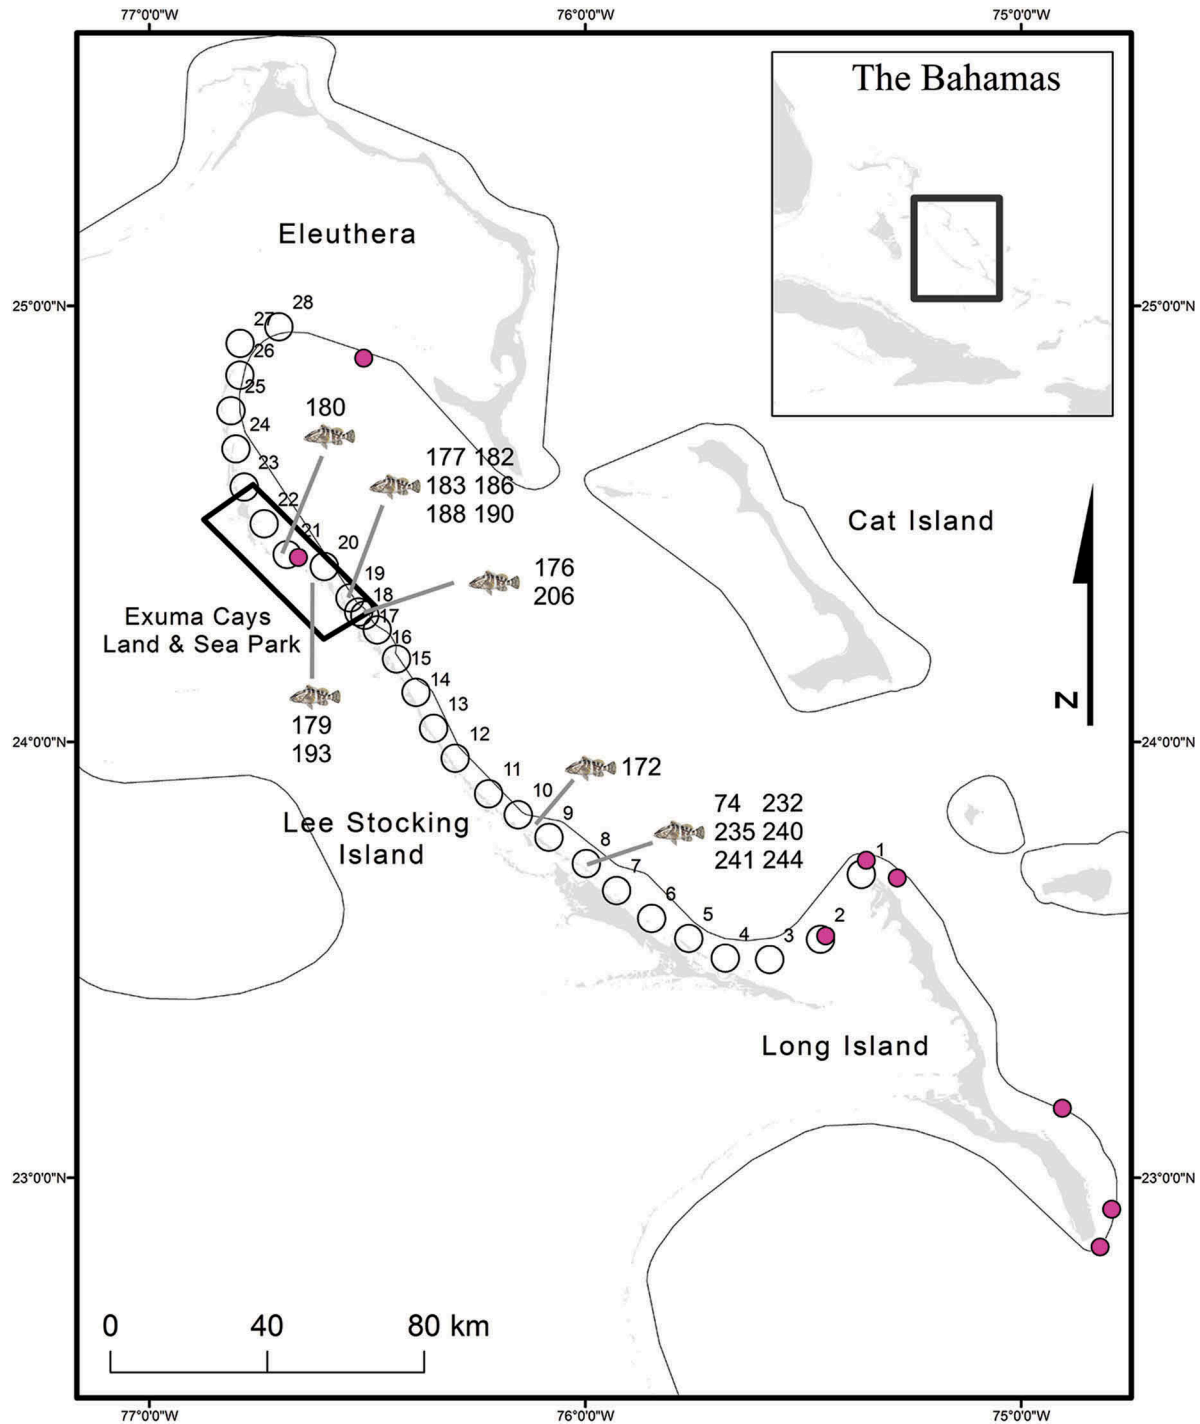 77°0'0"W 76°0'0"W 75°0'0"W
The Bahamas
Eleuthera
25°0'0"N 25°0'0"N
28
27
26
25
24
23
22
21
20
19
18
17
16
15
14
13
12
11
10
9
8
7
6
5
4
3
2
1
180
177 182
183 186
188 190
Cat Island
176
206
Exuma Cays
Land & Sea Park
N
179
193
24°0'0"N 24°0'0"N
172
Lee Stocking
Island
74 232
235 240
241 244
Long Island
23°0'0"N 23°0'0"N
0 40 80 km
77°0'0"W 76°0'0"W 75°0'0"W